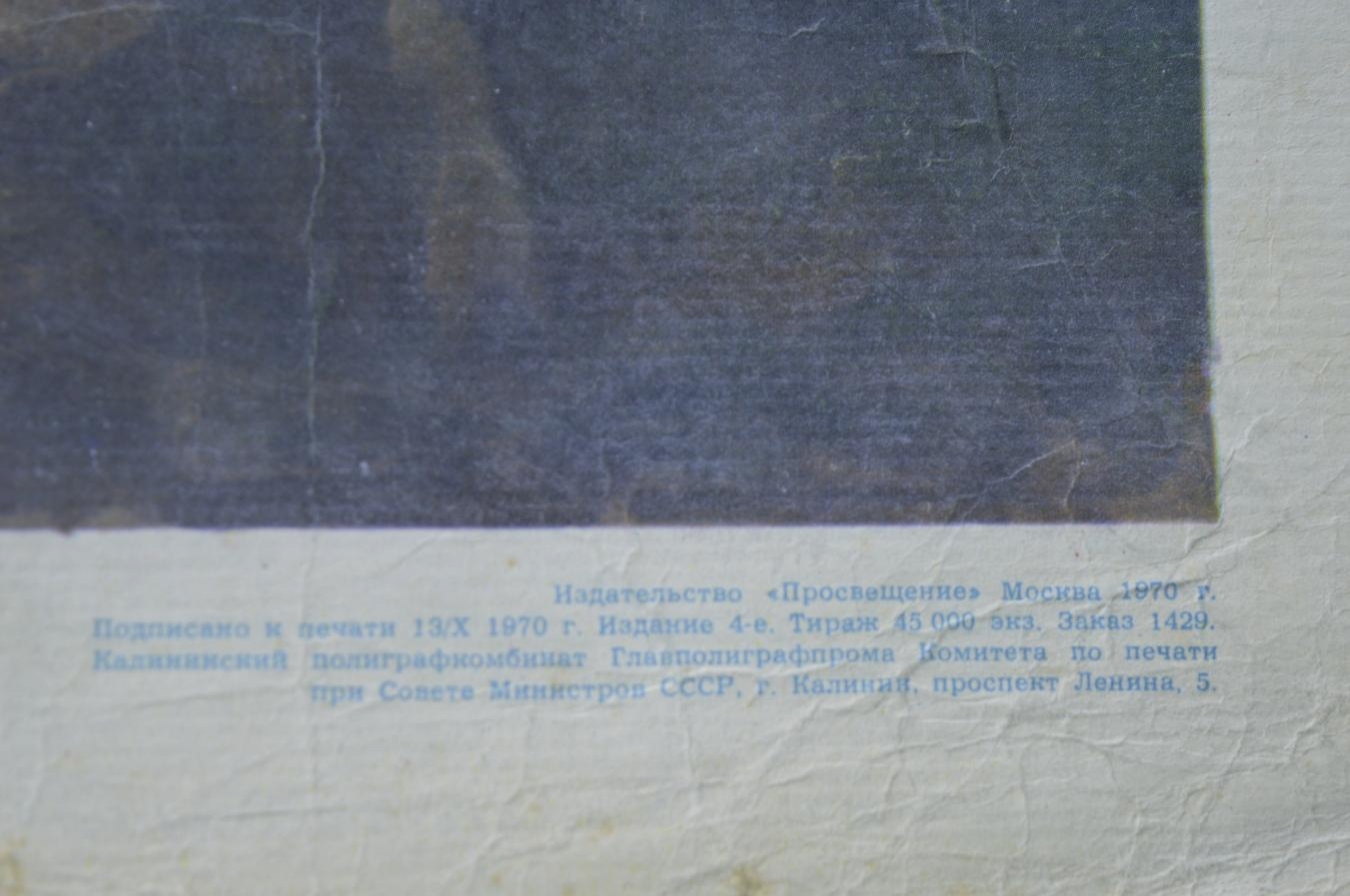 Издательство «Просвещение» Москва 1970 г.
Подписано к печати 13/X 1970 г. Издание 4-е. Тираж 45 000 экз. Заказ 1429.
Калининский полиграфкомбинат Главполиграфпрома Комитета по печати
при Совете Министров СССР, г. Калинин, проспект Ленина, 5.